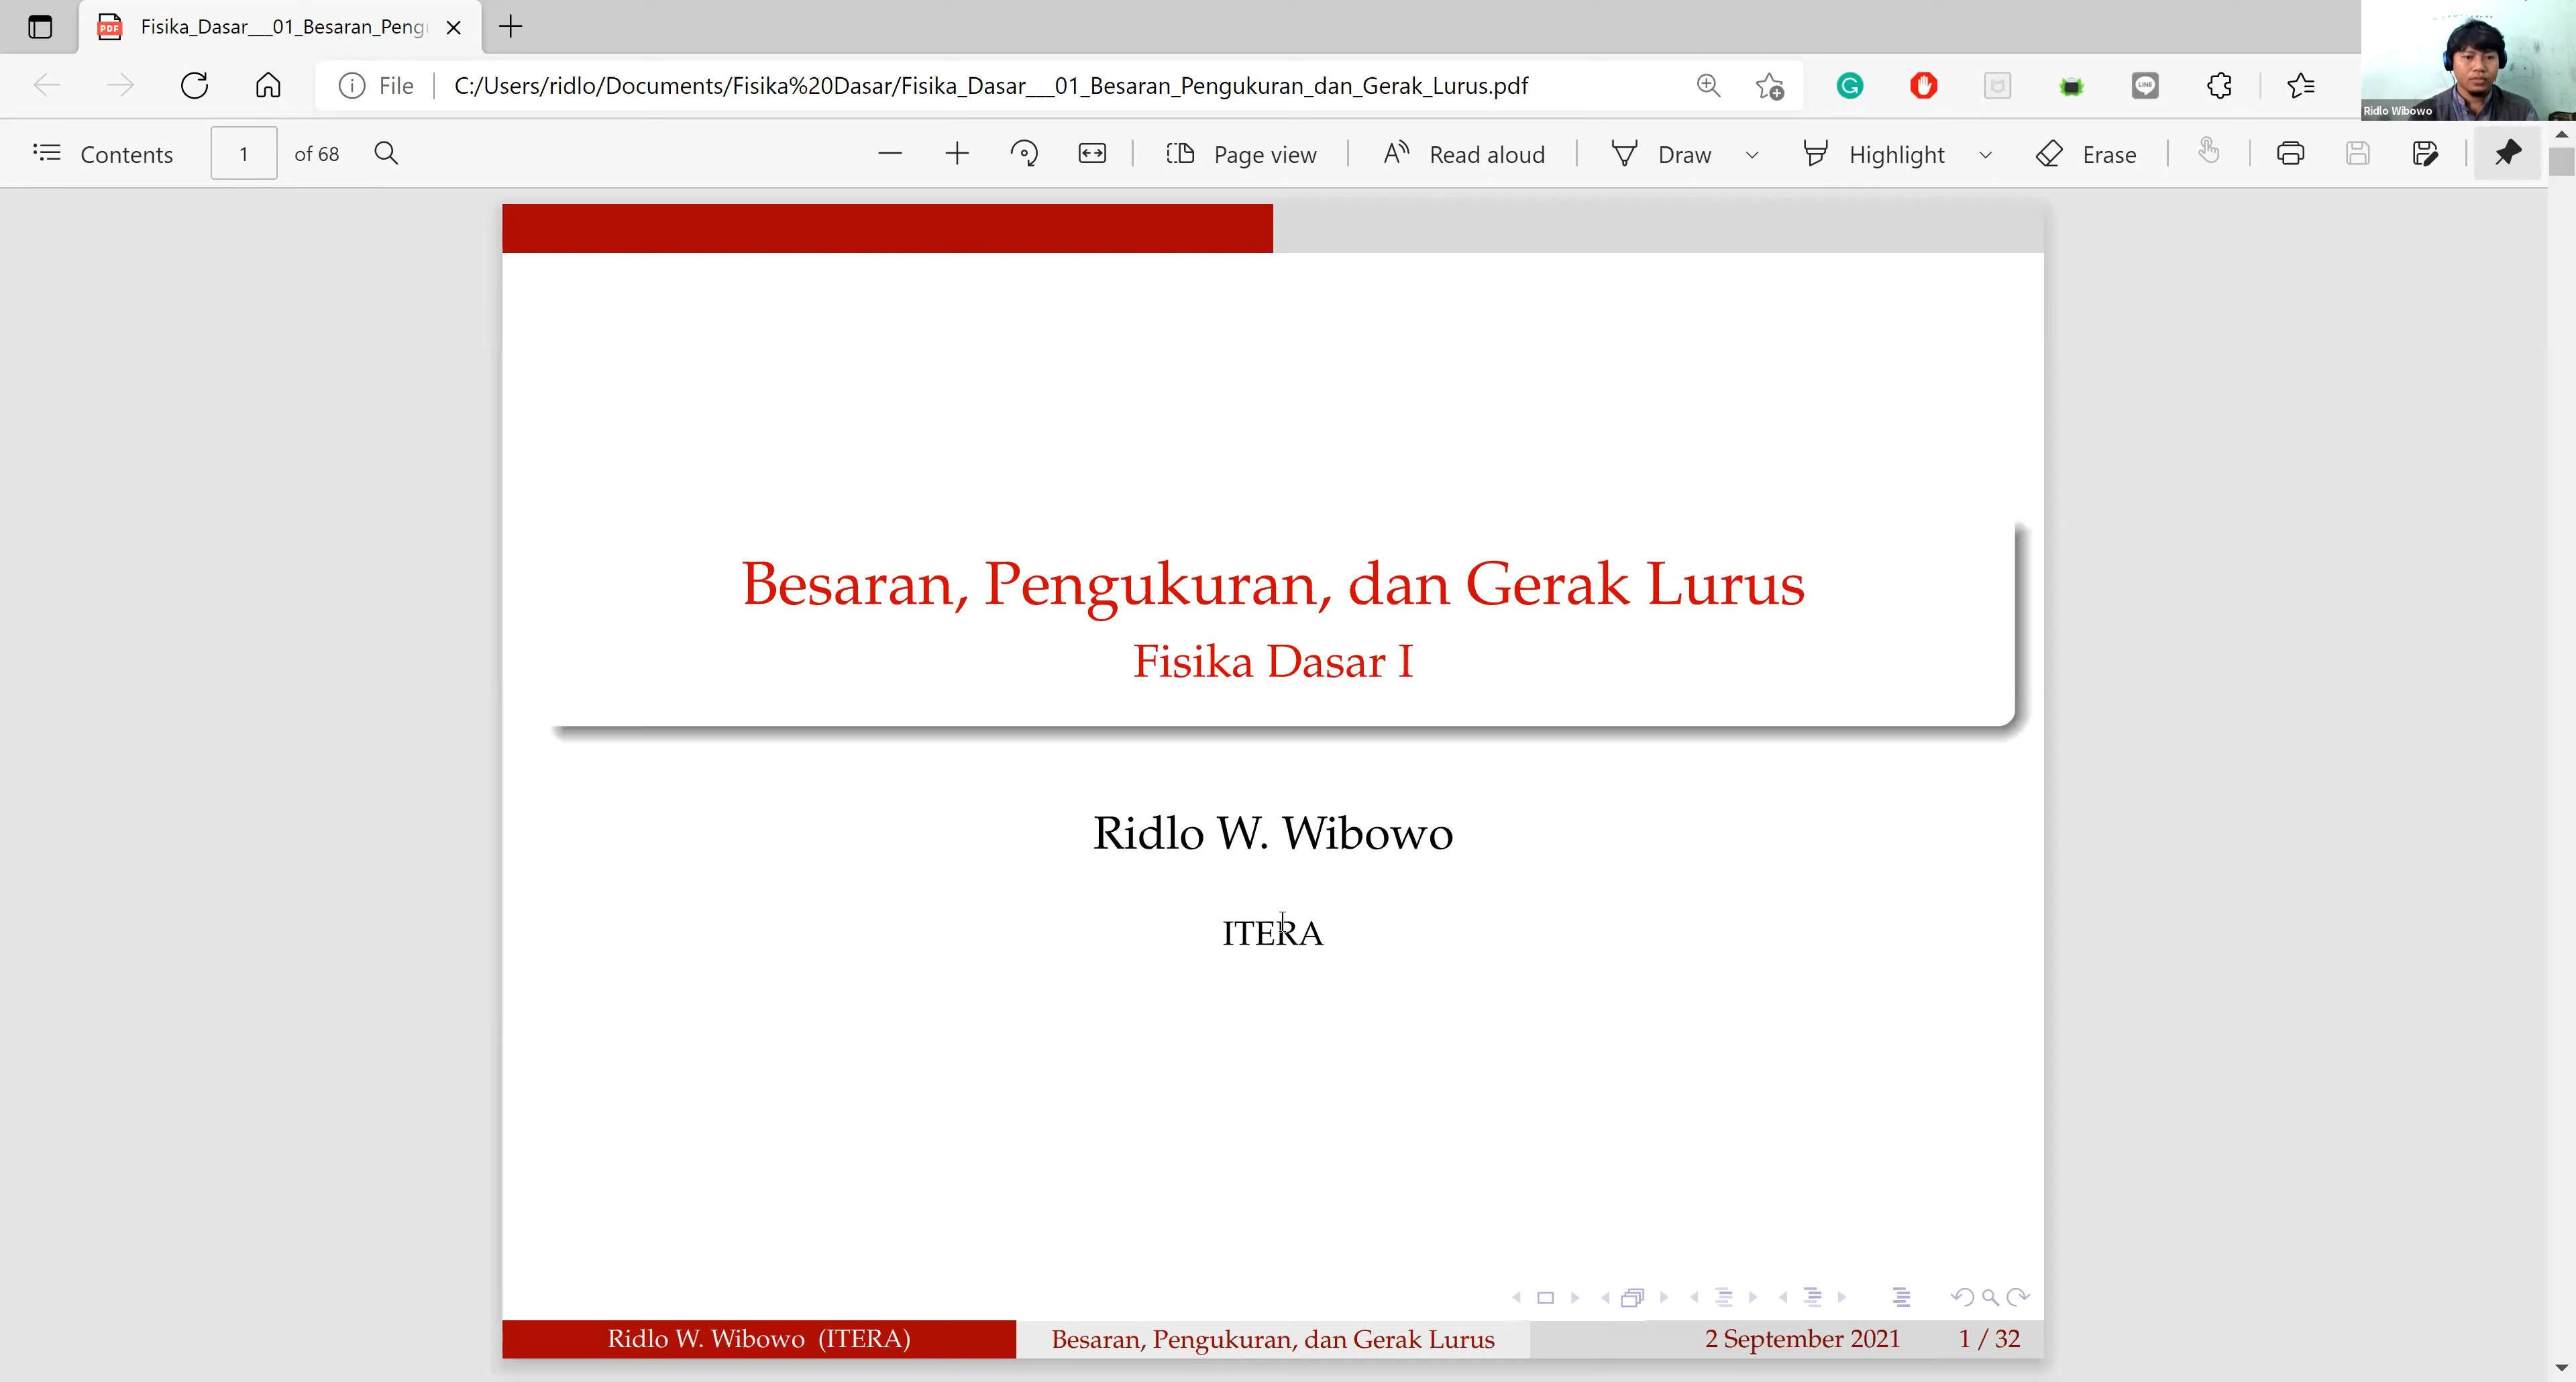 Fisika_Dasar___01_Besaran_Peng
File
C:/Users/ridlo/Documents/Fisika%20Dasar/Fisika_Dasar___01_Besaran_Pengukuran_dan_Gerak_Lurus.pdf
Ridlo Wibowo
Contents 1 of 68 Page view Read aloud Draw Highlight Erase
Besaran, Pengukuran, dan Gerak Lurus
Fisika Dasar I
Ridlo W. Wibowo
ITERA
Ridlo W. Wibowo (ITERA) Besaran, Pengukuran, dan Gerak Lurus 2 September 2021 1 / 32